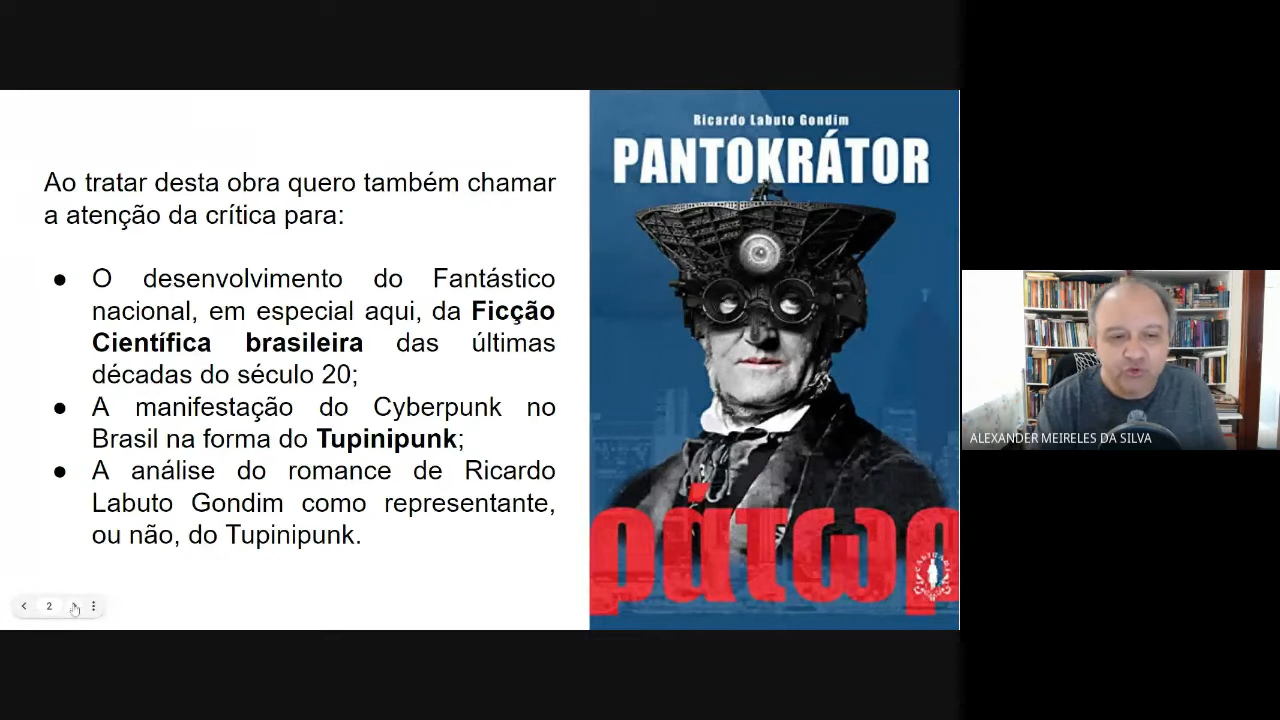 Ao tratar desta obra quero também chamar
a atenção da crítica para:
● O desenvolvimento do Fantástico
nacional, em especial aqui, da Ficção
Científica brasileira das últimas
décadas do século 20;
● A manifestação do Cyberpunk no
Brasil na forma do Tupinipunk;
● A análise do romance de Ricardo
Labuto Gondim como representante,
ou não, do Tupinipunk.
2
Ricardo Labuto Gondim
PANTOKRÁTOR
ράτωρ
ALEXANDER MEIRELES DA SILVA